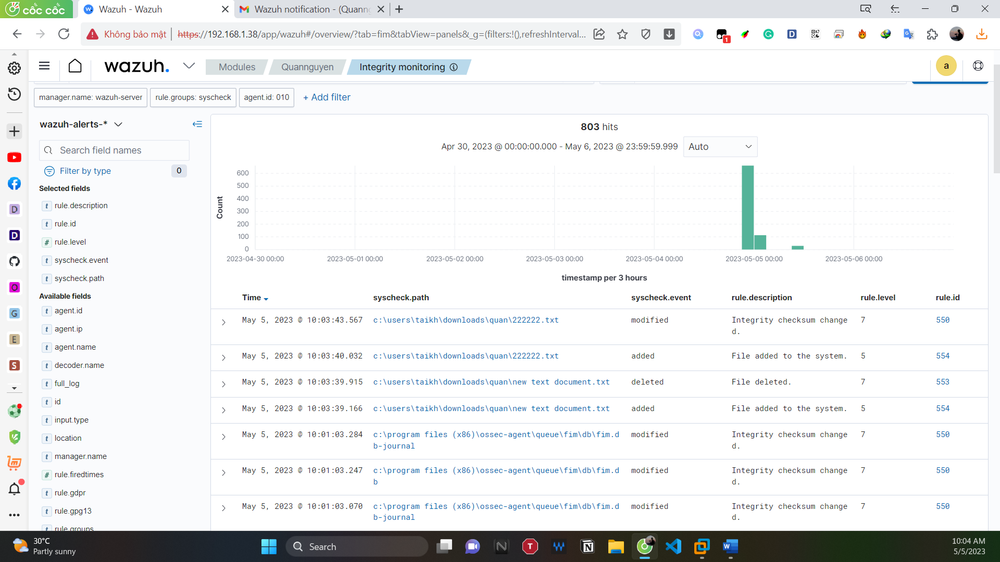 cốc cốc
Wazuh - Wazuh
Wazuh notification - (Quann
Không bảo mật
https://192.168.1.38/app/wazuh#/overview/?tab=fim&tabView=panels&_g=(filters:!(),refreshInterval...
1
wazuh.
Modules
Quannguyen
Integrity monitoring
a
manager.name: wazuh-server
rule.groups: syscheck
agent.id: 010
+ Add filter
wazuh-alerts-*
Search field names
Filter by type
0
Selected fields
t rule.description
t rule.id
# rule.level
t syscheck.event
t syscheck.path
Available fields
t agent.id
t agent.ip
t agent.name
t decoder.name
t full_log
t id
t input.type
t location
t manager.name
# rule.firedtimes
t rule.gdpr
t rule.gpg13
t rule.groups
D
D
O
G
E
S
803 hits
Apr 30, 2023 @ 00:00:00.000 - May 6, 2023 @ 23:59:59.999
Auto
Count
600
500
400
300
200
100
0
2023-04-30 00:00
2023-05-01 00:00
2023-05-02 00:00
2023-05-03 00:00
2023-05-04 00:00
2023-05-05 00:00
2023-05-06 00:00
timestamp per 3 hours
Time syscheck.path syscheck.event rule.description rule.level rule.id
May 5, 2023 @ 10:03:43.567 c:\users\taikh\downloads\quan\222222.txt modified Integrity checksum change 7 550
d.
May 5, 2023 @ 10:03:40.032 c:\users\taikh\downloads\quan\222222.txt added File added to the system. 5 554
May 5, 2023 @ 10:03:39.915 c:\users\taikh\downloads\quan\new text document.txt deleted File deleted. 7 553
May 5, 2023 @ 10:03:39.166 c:\users\taikh\downloads\quan\new text document.txt added File added to the system. 5 554
May 5, 2023 @ 10:01:03.284 c:\program files (x86)\ossec-agent\queue\fim\db\fim.d modified Integrity checksum change 7 550
b-journal d.
May 5, 2023 @ 10:01:03.247 c:\program files (x86)\ossec-agent\queue\fim\db\fim.d modified Integrity checksum change 7 550
b d.
May 5, 2023 @ 10:01:03.070 c:\program files (x86)\ossec-agent\queue\fim\db\fim.d modified Integrity checksum change 7 550
b-journal d.
30°C
Partly sunny
Search
10:04 AM
5/5/2023